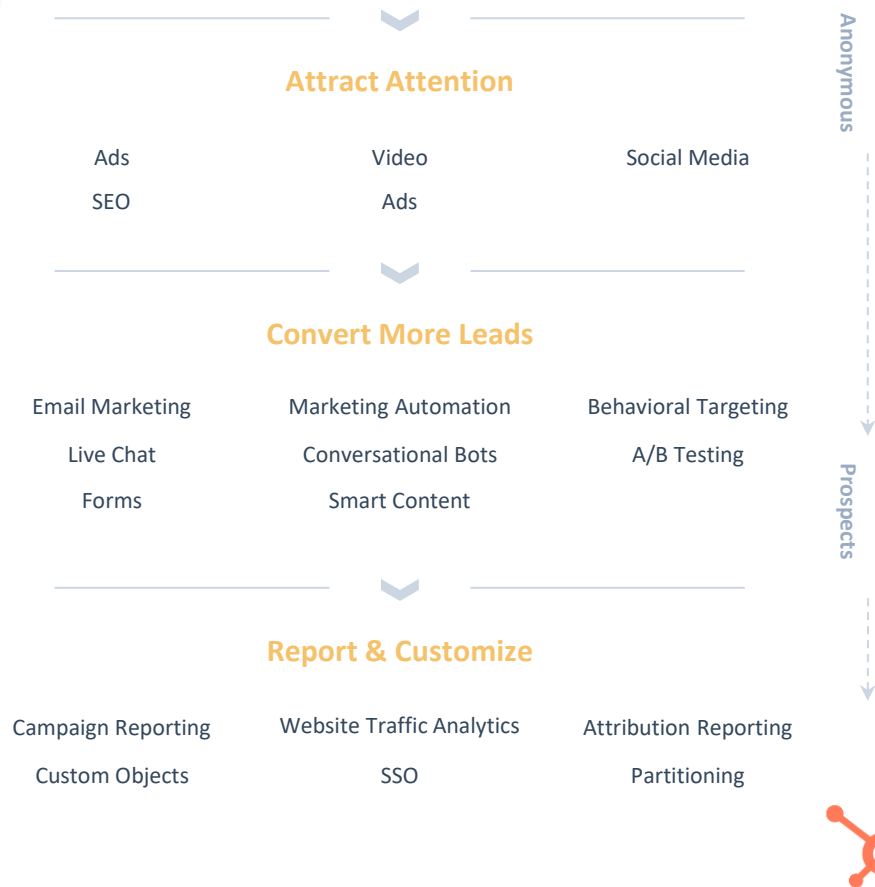 Anonymous
Attract Attention
Ads Video Social Media
SEO Ads
Convert More Leads
Email Marketing Marketing Automation Behavioral Targeting
Live Chat Conversational Bots A/B Testing
Forms Smart Content
Prospects
Report & Customize
Campaign Reporting Website Traffic Analytics Attribution Reporting
Custom Objects SSO Partitioning